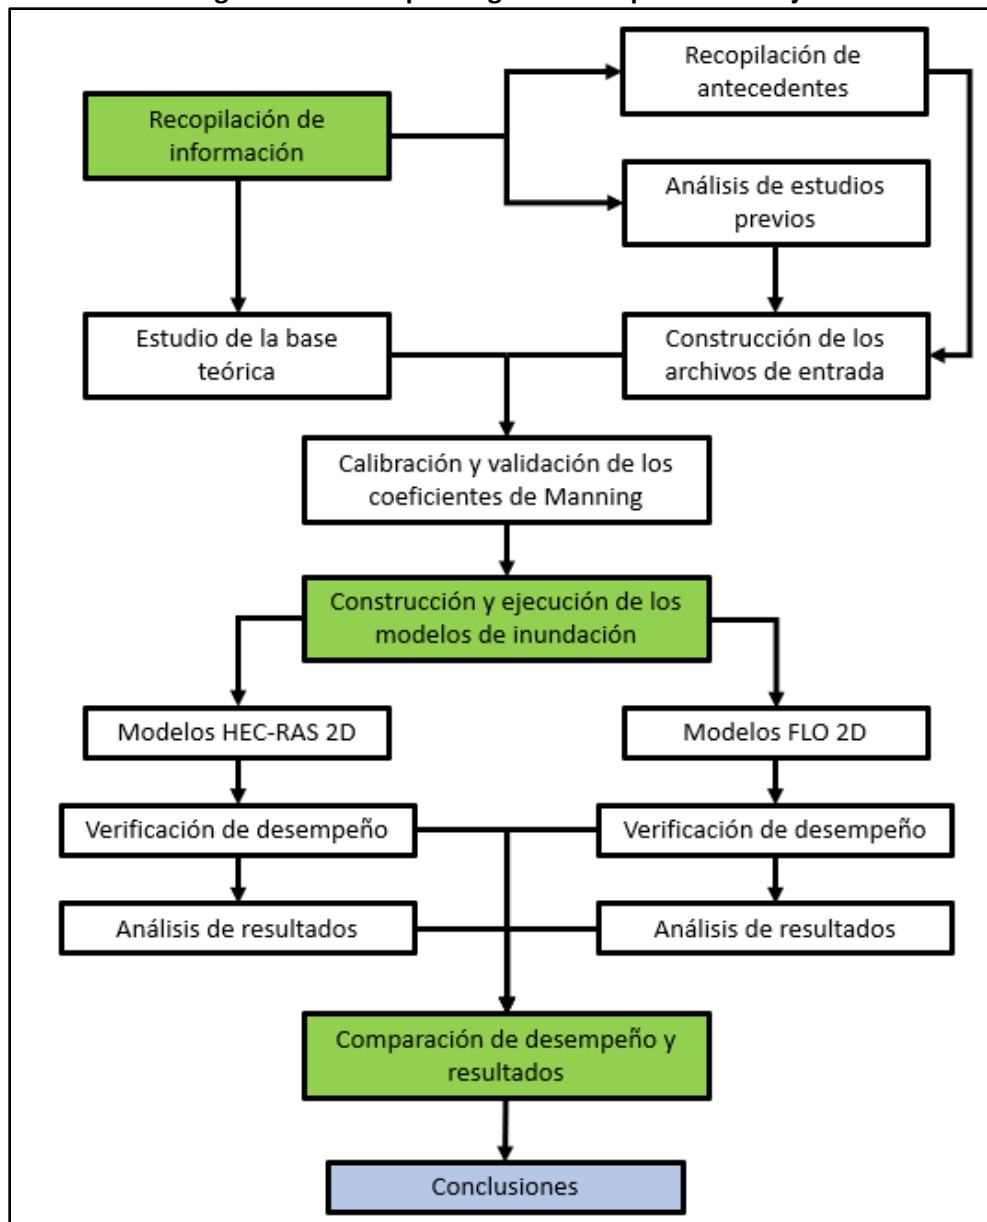 Recopilación de
antecedentes
Recopilación de
información
Análisis de estudios
previos
Estudio de la base
teórica
Construcción de los
archivos de entrada
Calibración y validación de los
coeficientes de Manning
Construcción y ejecución de los
modelos de inundación
Modelos HEC-RAS 2D
Modelos FLO 2D
Verificación de desempeño
Verificación de desempeño
Análisis de resultados
Análisis de resultados
Comparación de desempeño y
resultados
Conclusiones